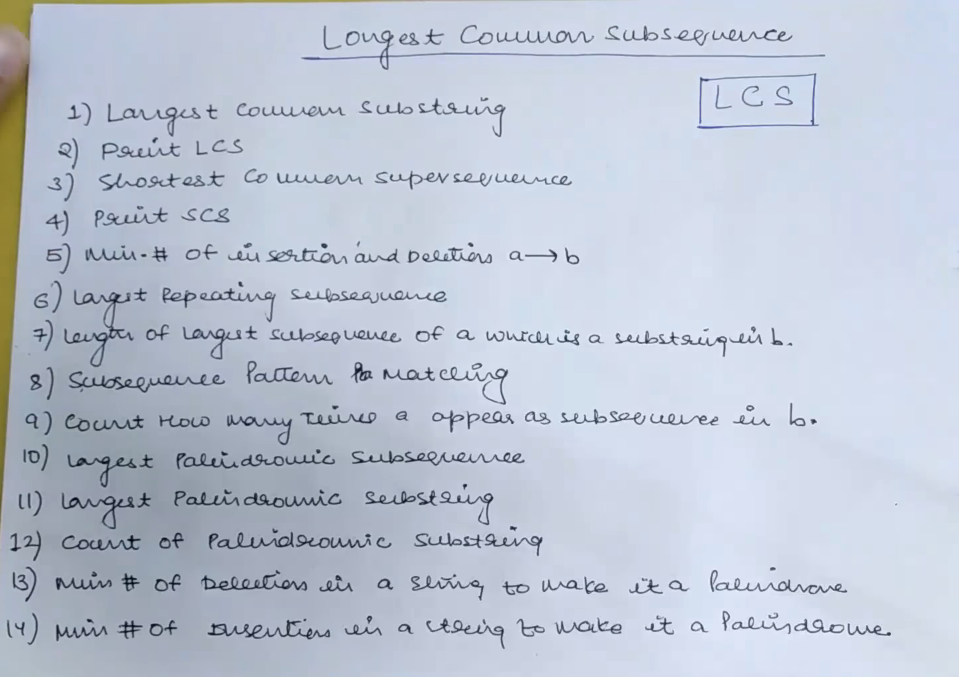 Longest Common Subsequence
LCS
1) Largest Common Substring
2) Print LCS
3) Shortest Common supersequence
4) Print SCS
5) Min # of insertion and Deletions a→b
6) Largest Repeating subsequence
7) Length of Largest subsequence of a which is a substring in b.
8) Subsequence Pattern Matching
9) Count How many times a appear as subsequence in b.
10) Largest Palindromic Subsequence
11) Largest Palindromic Substring
12) Count of Palindromic Substring
13) Min # of Deletion in a string to make it a Palindrome
14) Min # of Insertions in a string to make it a Palindrome.